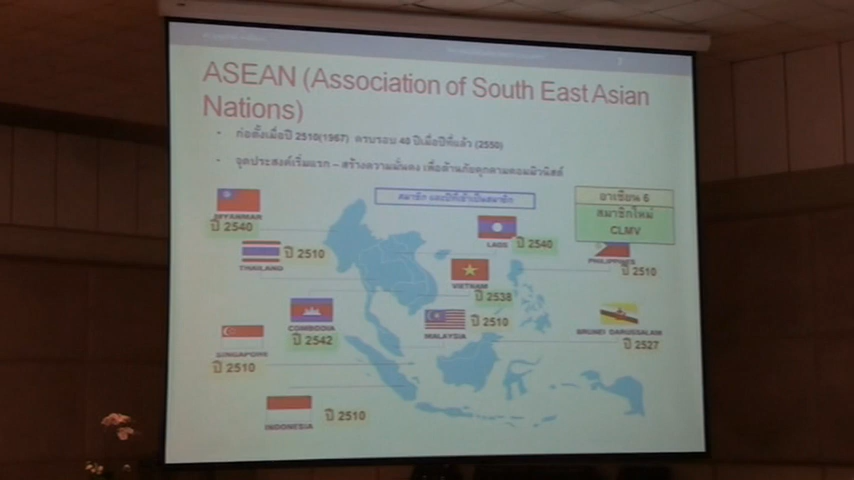 ASEAN (Association of South East Asian
Nations)
• ก่อตั้งเมื่อปี 2510(1967) ครบรอบ 40 ปีเมื่อปีที่แล้ว (2550)
• จุดประสงค์เริ่มแรก – สร้างความมั่นคง เพื่อต้านภัยคุกคามคอมมิวนิสต์
สมาชิก และปีที่เข้าเป็นสมาชิก
อาเซียน 6
สมาชิกใหม่
CLMV
MYANMAR
ปี 2540
LAOS
ปี 2540
THAILAND
ปี 2510
PHILIPPINES
ปี 2510
VIETNAM
ปี 2538
COMBODIA
ปี 2542
MALAYSIA
ปี 2510
BRUNEI DARUSSALAM
ปี 2527
SINGAPORE
ปี 2510
INDONESIA
ปี 2510